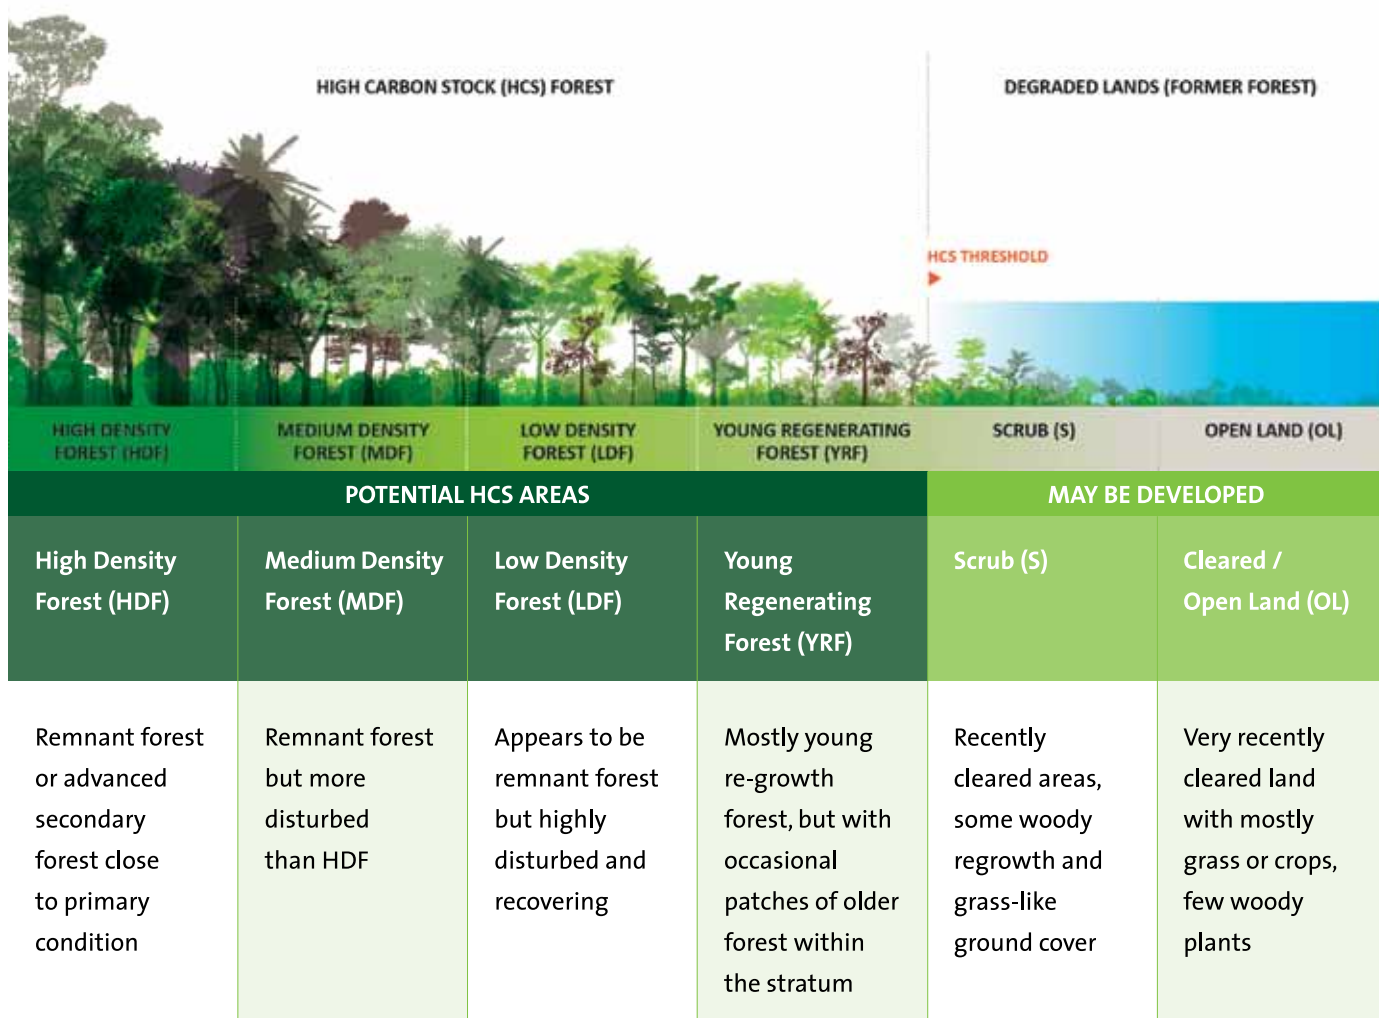 HIGH CARBON STOCK (HCS) FOREST
DEGRADED LANDS (FORMER FOREST)
HCS THRESHOLD
HIGH DENSITY
FOREST (HDF)
MEDIUM DENSITY
FOREST (MDF)
LOW DENSITY
FOREST (LDF)
YOUNG REGENERATING
FOREST (YRF)
SCRUB (S)
OPEN LAND (OL)
POTENTIAL HCS AREAS
MAY BE DEVELOPED
High Density
Forest (HDF)
Medium Density
Forest (MDF)
Low Density
Forest (LDF)
Young
Regenerating
Forest (YRF)
Scrub (S)
Cleared /
Open Land (OL)
Remnant forest
or advanced
secondary
forest close
to primary
condition
Remnant forest
but more
disturbed
than HDF
Appears to be
remnant forest
but highly
disturbed and
recovering
Mostly young
re-growth
forest, but with
occasional
patches of older
forest within
the stratum
Recently
cleared areas,
some woody
regrowth and
grass-like
ground cover
Very recently
cleared land
with mostly
grass or crops,
few woody
plants